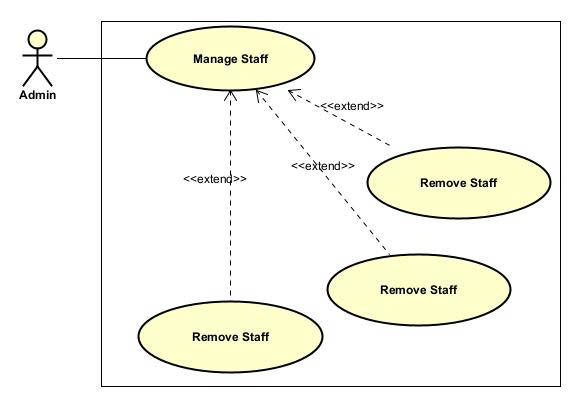 Manage Staff
Admin
<<extend>>
<<extend>>
<<extend>>
Remove Staff
Remove Staff
Remove Staff